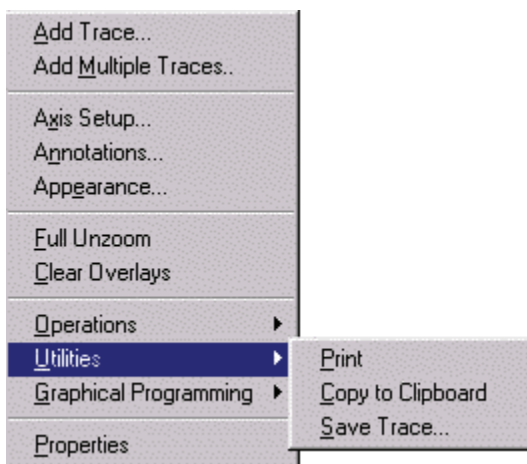 Add Trace...
Add Multiple Traces..
Axis Setup...
Annotations...
Appearance...
Full Unzoom
Clear Overlays
Operations
Utilities
Graphical Programming
Properties
Print
Copy to Clipboard
Save Trace...